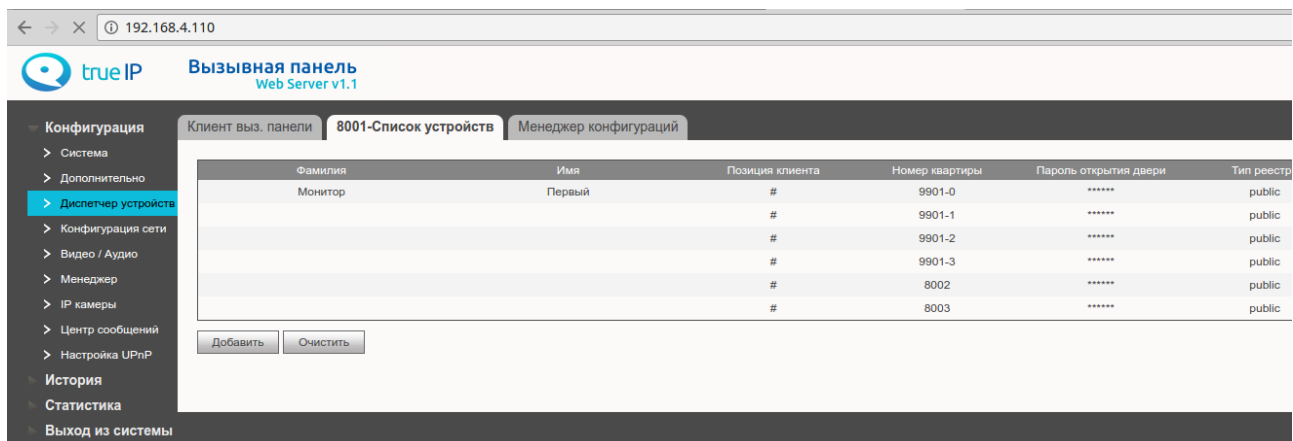 192.168.4.110
true IP
Вызывная панель
Web Server v1.1
Конфигурация
Система
Дополнительно
Диспетчер устройств
Конфигурация сети
Видео / Аудио
Менеджер
IP камеры
Центр сообщений
Настройка UPnP
История
Статистика
Выход из системы
Клиент выз. панели 8001-Список устройств Менеджер конфигураций
Фамилия Имя Позиция клиента Номер квартиры Пароль открытия двери Тип реестр
Монитор Первый # 9901-0 ****** public
# 9901-1 ****** public
# 9901-2 ****** public
# 9901-3 ****** public
# 8002 ****** public
# 8003 ****** public
Добавить Очистить